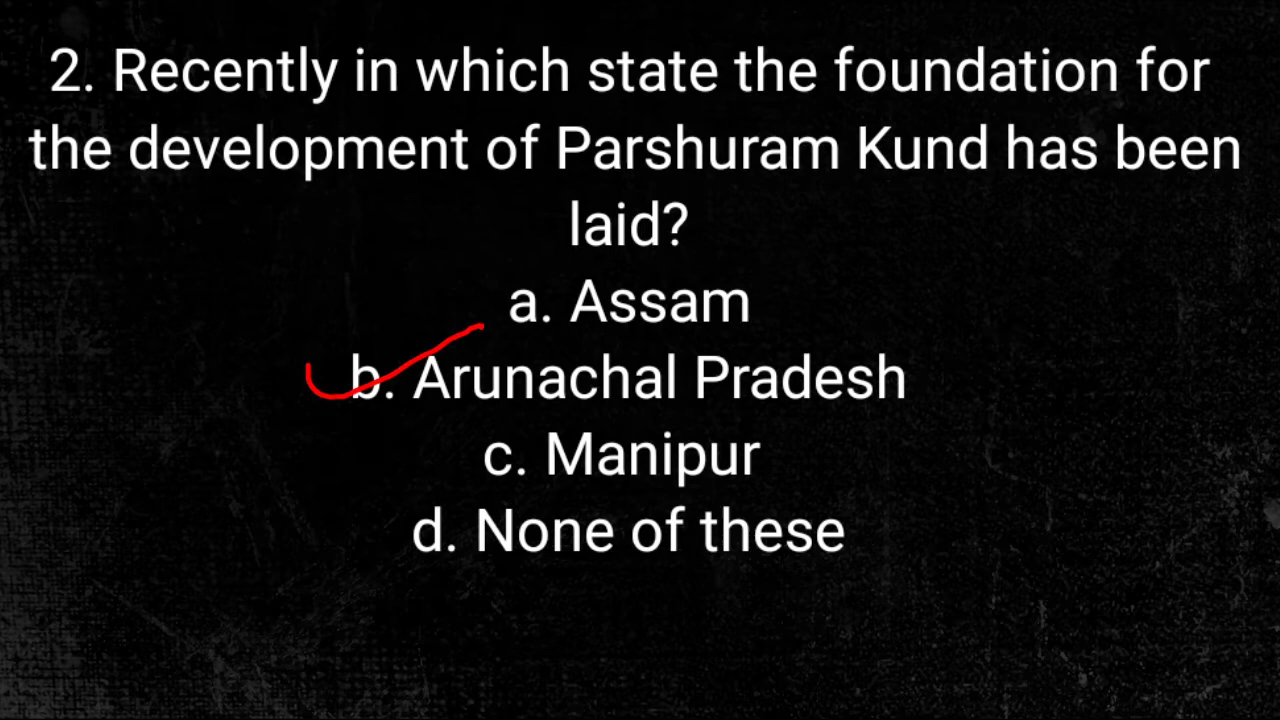 2. Recently in which state the foundation for
the development of Parshuram Kund has been
laid?
a. Assam
b. Arunachal Pradesh
c. Manipur
d. None of these